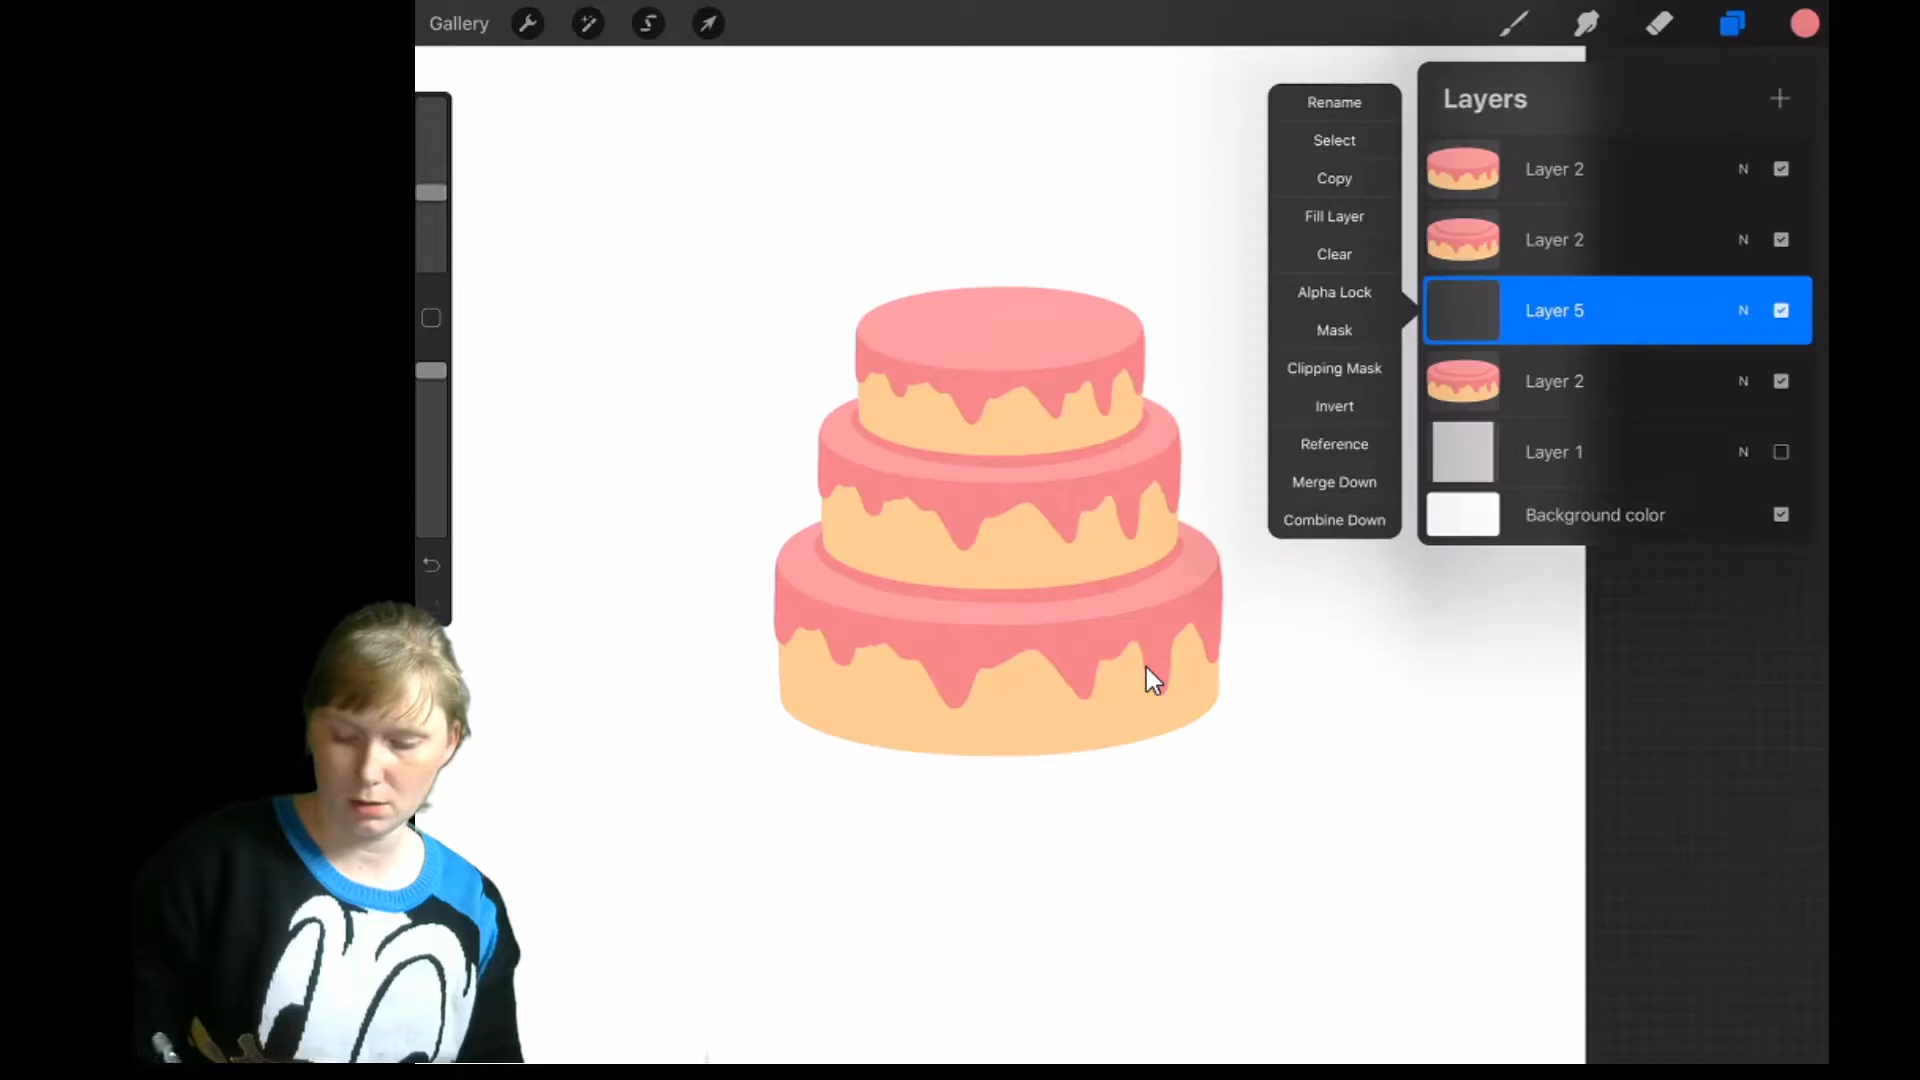 Gallery
Rename
Select
Copy
Fill Layer
Clear
Alpha Lock
Mask
Clipping Mask
Invert
Reference
Merge Down
Combine Down
Layers
Layer 2 N
Layer 2 N
Layer 5 N
Layer 2 N
Layer 1 N
Background color